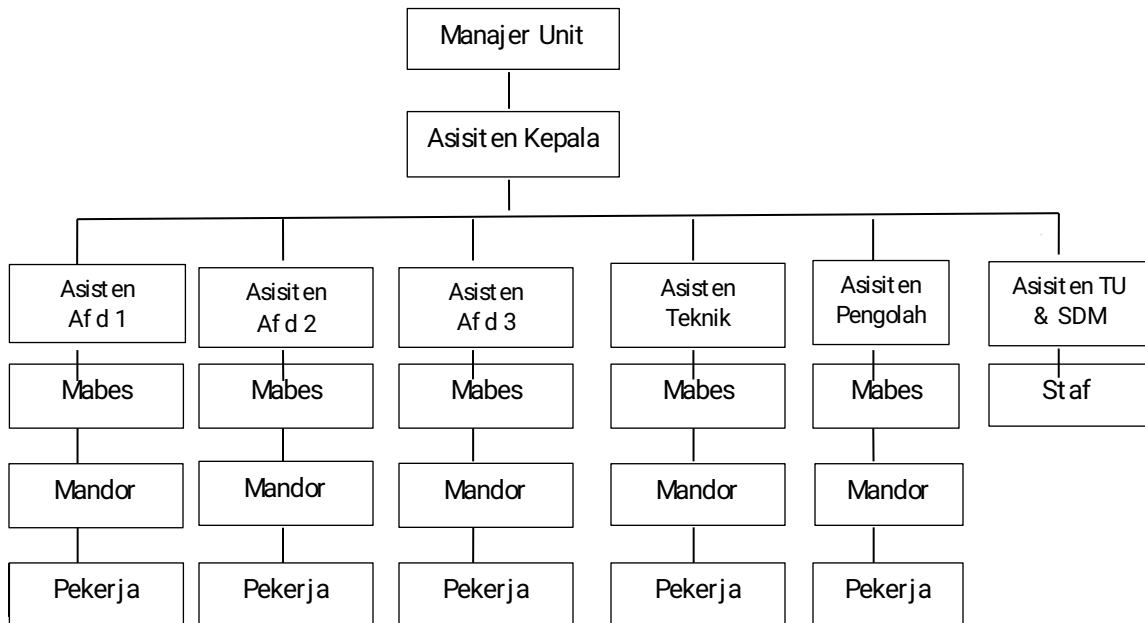 Manajer Unit
Asisiten Kepala
Asisten
Afd 1
Asisiten
Afd 2
Asisten
Afd 3
Asisten
Teknik
Asisiten
Pengolah
Asisiten TU
& SDM
Mabes
Mabes
Mabes
Mabes
Mabes
Staf
Mandor
Mandor
Mandor
Mandor
Mandor
Pekerja
Pekerja
Pekerja
Pekerja
Pekerja